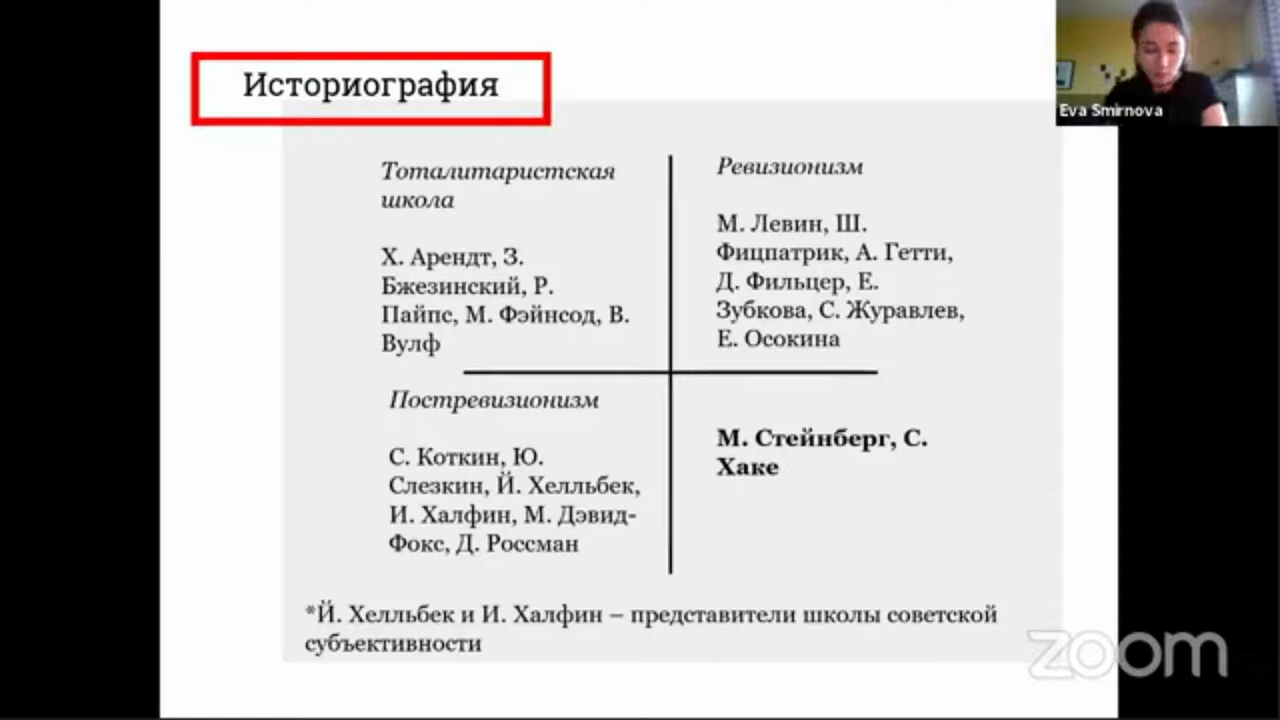 Историография
Eva Smirnova
Тоталитаристская
школа
Х. Арендт, З.
Бжезинский, Р.
Пайпс, М. Фэйнсод, В.
Вулф
Ревизионизм
М. Левин, Ш.
Фицпатрик, А. Гетти,
Д. Фильцер, Е.
Зубкова, С. Журавлев,
Е. Осокина
Постревизионизм
С. Коткин, Ю.
Слезкин, Й. Хелльбек,
И. Халфин, М. Дэвид-
Фокс, Д. Россман
М. Стейнберг, С.
Хаке
*Й. Хелльбек и И. Халфин – представители школы советской
субъективности
zoom